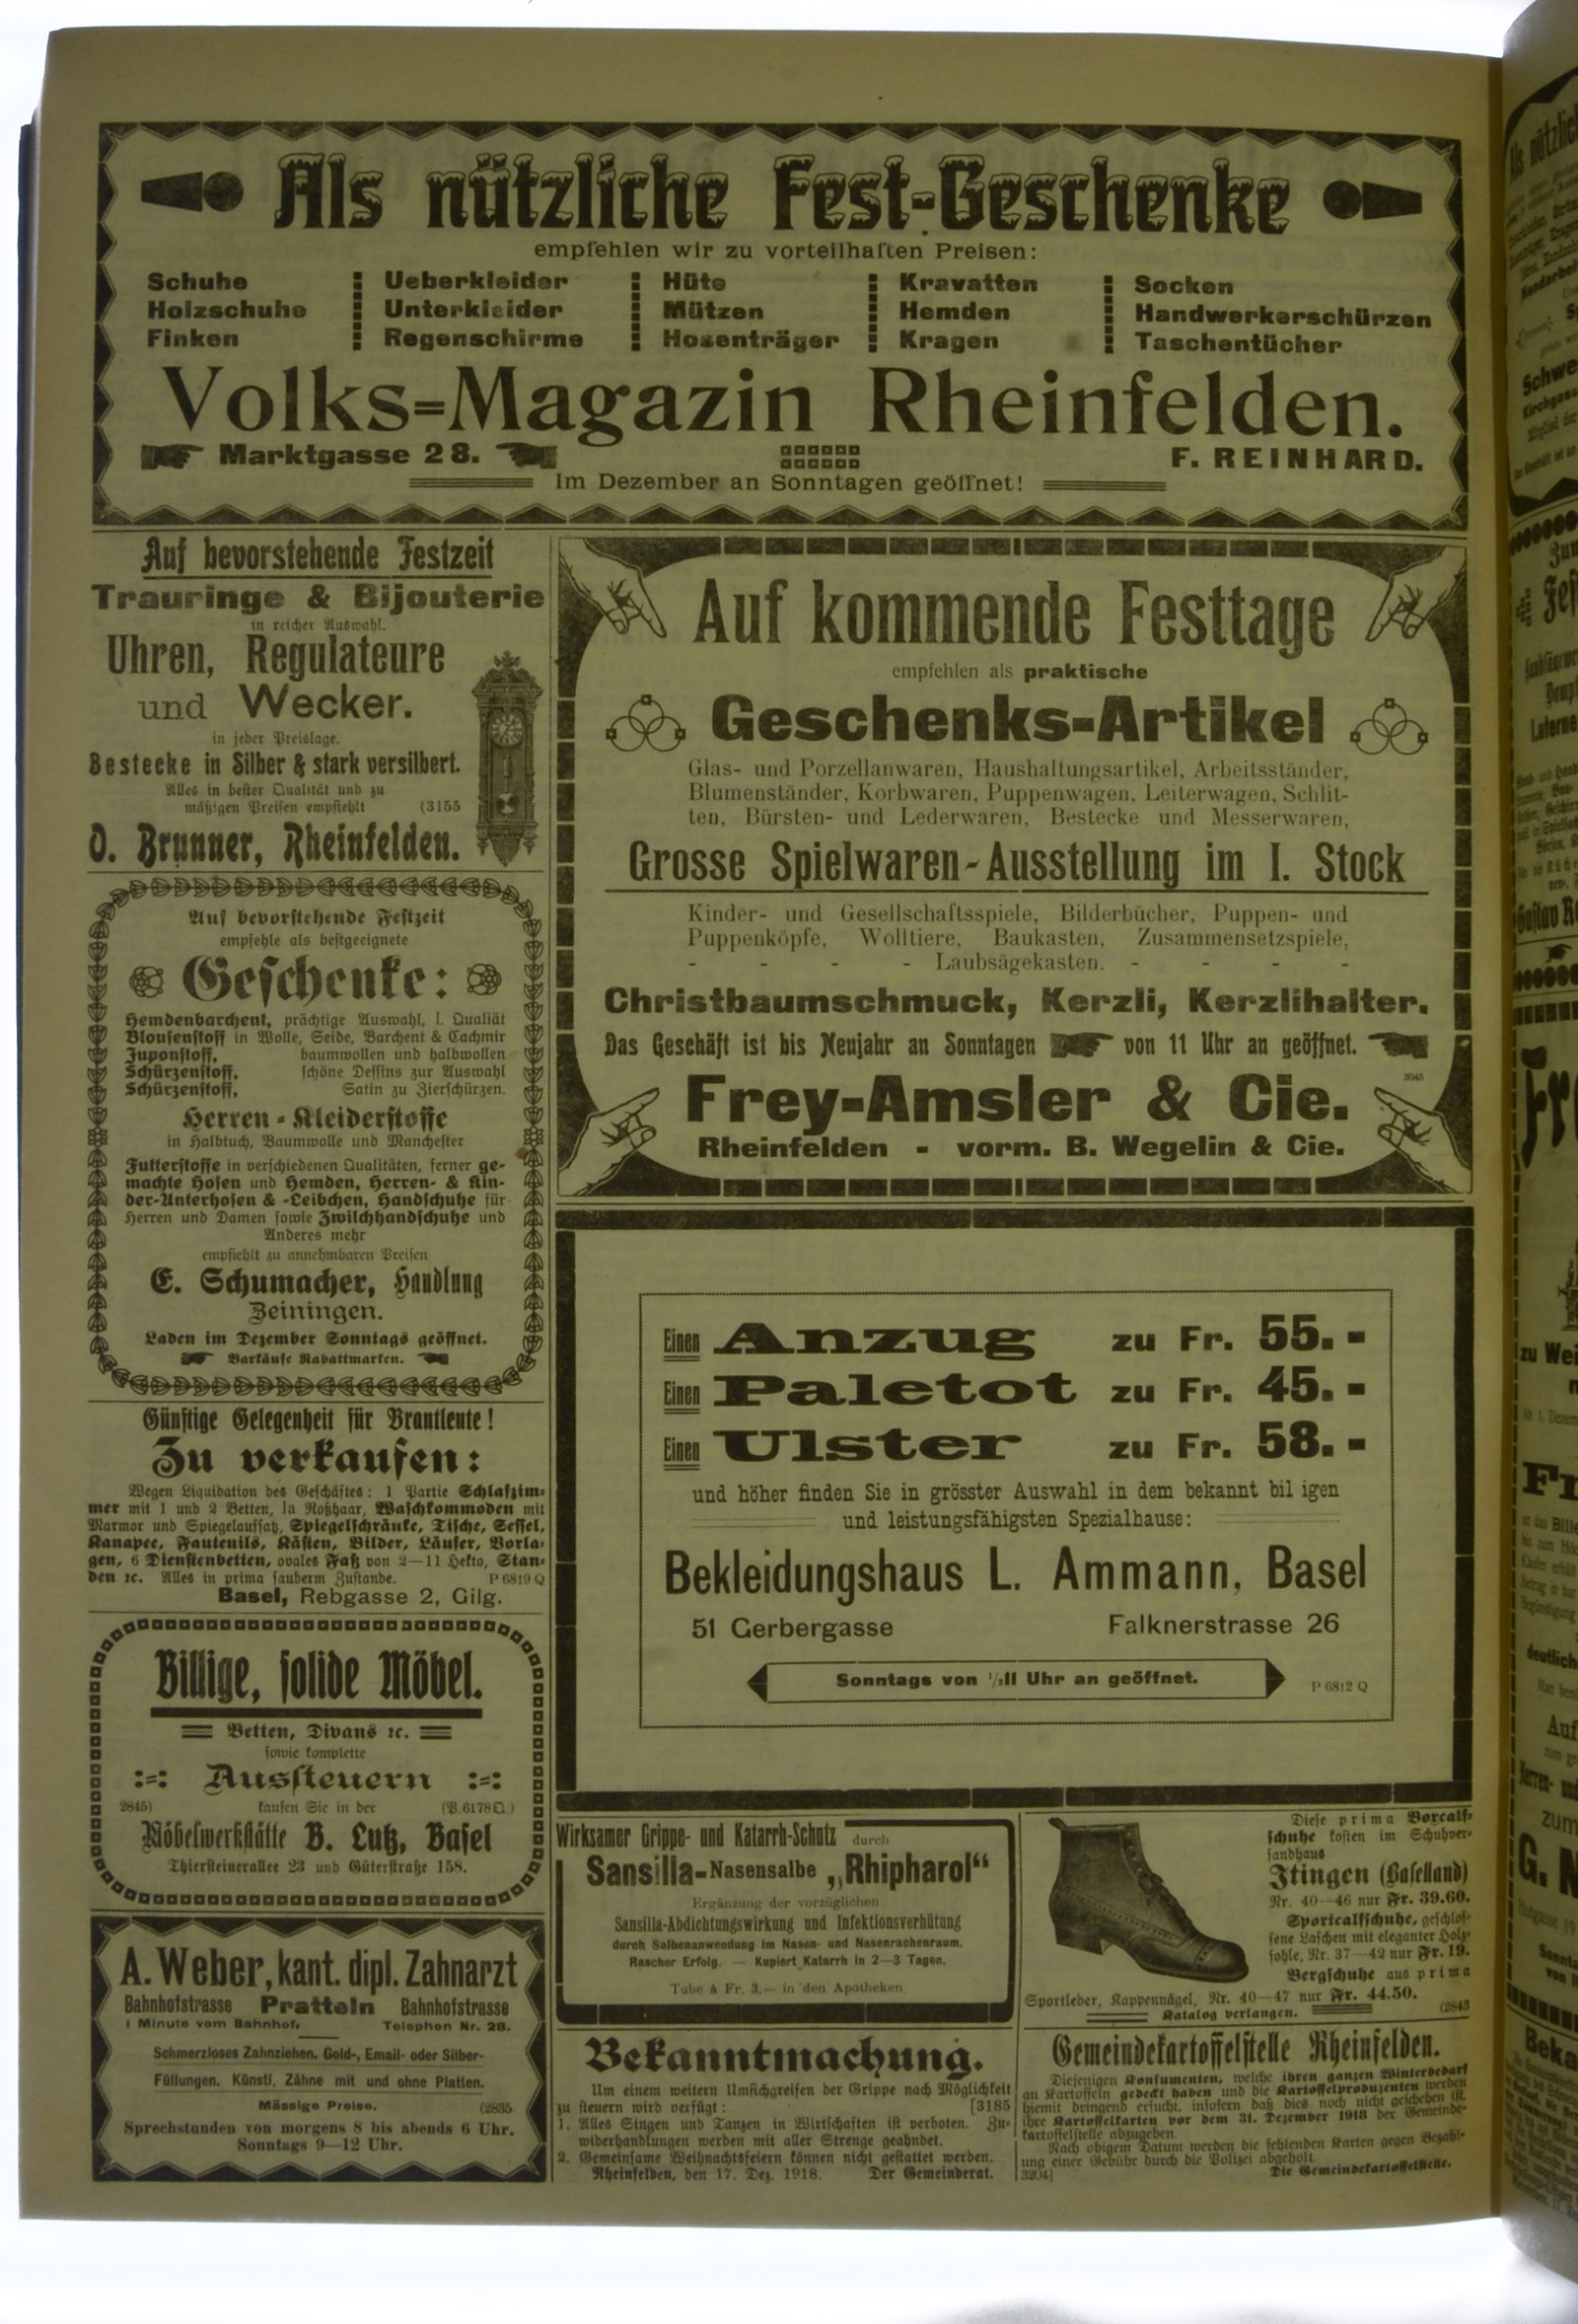 Als nützliche Fest-Geschenke
empfehlen wir zu vorteilhaften Preisen:
Schuhe
Holzschuhe
Finken
Ueberkleider
Unterkleider
Regenschirme
Hüte
Mützen
Hosenträger
Kravatten
Hemden
Kragen
Socken
Handwerkerschürzen
Taschentücher
Volks=Magazin Rheinfelden.
Marktgasse 28. F. REINHARD.
Im Dezember an Sonntagen geöffnet!
Auf bevorstehende Festzeit
Trauringe & Bijouterie
in reicher Auswahl.
Uhren, Regulateure
und Wecker.
in jeder Preislage.
Bestecke in Silber & stark versilbert.
Alles in bester Qualität und zu
mäßigen Preisen empfiehlt (3155
O. Brunner, Rheinfelden.
Auf bevorstehende Festzeit
empfehle als bestgeeignete
Geschenke:
Hemdenbarchent, prächtige Auswahl, I. Qualiät
Blousenstoff in Wolle, Seide, Barchent & Cachmir
Juponstoff, baumwollen und halbwollen
Schürzenstoff, schöne Dessins zur Auswahl
Schürzenstoff, Satin zu Zierschürzen.
Herren-Kleiderstoffe
in Halbtuch, Baumwolle und Manchester
Futterstoffe in verschiedenen Qualitäten, ferner ge-
machte Hosen und Hemden, Herren- & Kin-
der-Unterhosen & -Leibchen, Handschuhe für
Herren und Damen sowie Zwilchhandschuhe und
Anderes mehr
empfiehlt zu annehmbaren Preisen
E. Schumacher, Handlung
Zeiningen.
Laden im Dezember Sonntags geöffnet.
Barkäufe Rabattmarken.
Günstige Gelegenheit für Brautleute!
Zu verkaufen:
Wegen Liquidation des Geschäftes: 1 Partie Schlafzim-
mer mit 1 und 2 Betten, Ia Roßhaar, Waschkommoden mit
Marmor und Spiegelaufsatz, Spiegelschränke, Tische, Sessel,
Kanapee, Fauteuils, Kästen, Bilder, Läufer, Vorla-
gen, 6 Dienstenbetten, ovales Faß von 2—11 Hekto, Stan-
den ꝛc. Alles in prima sauberm Zustande. P 6819 Q
Basel, Rebgasse 2, Gilg.
Billige, solide Möbel.
Betten, Divans ꝛc.
sowie komplette
Aussteuern
2845) kaufen Sie in der (P. 6178 Q.)
Möbelwerkstätte B. Lutz, Basel
Thiersteinerallee 23 und Güterstraße 158.
A. Weber, kant. dipl. Zahnarzt
Bahnhofstrasse Pratteln Bahnhofstrasse
1 Minute vom Bahnhof. Telephon Nr. 28.
Schmerzloses Zahnziehen. Gold-, Email- oder Silber-
Füllungen. Künstl. Zähne mit und ohne Platten.
Mässige Preise. (2835
Sprechstunden von morgens 8 bis abends 6 Uhr.
Sonntags 9—12 Uhr.
Auf kommende Festtage
empfehlen als praktische
Geschenks-Artikel
Glas- und Porzellanwaren, Haushaltungsartikel, Arbeitsständer,
Blumenständer, Korbwaren, Puppenwagen, Leiterwagen, Schlit-
ten, Bürsten- und Lederwaren, Bestecke und Messerwaren,
Grosse Spielwaren-Ausstellung im I. Stock
Kinder- und Gesellschaftsspiele, Bilderbücher, Puppen- und
Puppenköpfe, Wolltiere, Baukasten, Zusammensetzspiele,
- - - - Laubsägekasten. - - - -
Christbaumschmuck, Kerzli, Kerzlihalter.
Das Geschäft ist bis Neujahr an Sonntagen von 11 Uhr an geöffnet.
3045
Frey-Amsler & Cie.
Rheinfelden - vorm. B. Wegelin & Cie.
Einen Anzug zu Fr. 55.-
Einen Paletot zu Fr. 45.-
Einen Ulster zu Fr. 58.-
und höher finden Sie in grösster Auswahl in dem bekannt bil igen
und leistungsfähigsten Spezialhause:
Bekleidungshaus L. Ammann, Basel
51 Gerbergasse Falknerstrasse 26
Sonntags von ½11 Uhr an geöffnet.
P 6812 Q
Wirksamer Grippe- und Katarrh-Schutz durch
Sansilla-Nasensalbe „Rhipharol“
Ergänzung der vorzüglichen
Sansilla-Abdichtungswirkung und Infektionsverhütung
durch Salbenanwendung im Nasen- und Nasenrachenraum.
Rascher Erfolg. — Kupiert Katarrh in 2—3 Tagen.
Tube à Fr. 3.— in den Apotheken
Diese prima Boxcalf-
schuhe kosten im Schuhver-
sandhaus
Itingen (Baselland)
Nr. 40—46 nur Fr. 39.60.
Sportcalfschuhe, geschlos-
sene Laschen mit eleganter Holz-
sohle, Nr. 37—42 nur Fr. 19.
Bergschuhe aus prima
Sportleder, Kappennägel, Nr. 40—47 nur Fr. 44.50.
Katalog verlangen. (2843
Bekanntmachung.
Um einem weitern Umsichgreifen der Grippe nach Möglichkeit
zu steuern wird verfügt: [3185
1. Alles Singen und Tanzen in Wirtschaften ist verboten. Zu-
widerhandlungen werden mit aller Strenge geahndet.
2. Gemeinsame Weihnachtsfeiern können nicht gestattet werden.
Rheinfelden, den 17. Dez. 1918. Der Gemeinderat.
Gemeindekartoffelstelle Rheinfelden.
Diejenigen Konsumenten, welche ihren ganzen Winterbedarf
an Kartoffeln gedeckt haben und die Kartoffelproduzenten werden
hiemit dringend ersucht, insofern daß dies noch nicht geschehen ist,
ihre Kartoffelkarten vor dem 31. Dezember 1918 der Gemeinde-
kartoffelstelle abzugeben.
Nach obigem Datum werden die fehlenden Karten gegen Bezahl-
ung einer Gebühr durch die Polizei abgeholt.
3204) Die Gemeindekartoffelstelle.